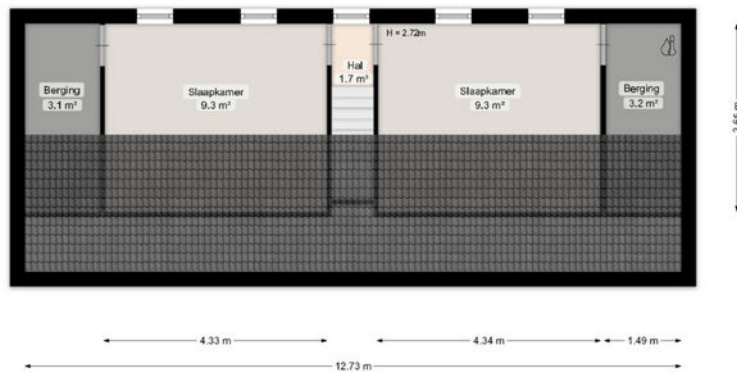 H = 2.72m
Hal
1.7 m²
Berging
3.1 m²
Slaapkamer
9.3 m²
Slaapkamer
9.3 m²
Berging
3.2 m²
4.33 m
4.34 m
1.49 m
12.73 m